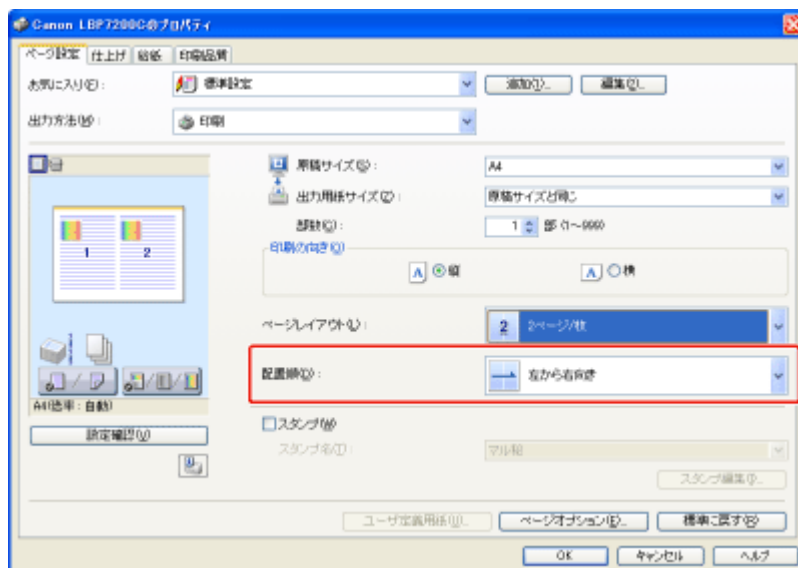 Canon LBP7200Cのプロパティ
ページ設定 仕上げ 給紙 印刷品質
お気に入り(F): 標準設定 追加(1)... 編集(2)...
出力方法(M): 印刷
原稿サイズ(S): A4
出力用紙サイズ(Z): 原稿サイズと同じ
1 2
部数(C): 1 部 (1~999)
印刷の向き(O)
A 縦 A 横
ページレイアウト(L): 2 2ページ/枚
配置順(D): 左から右向き
A4(倍率: 自動)
設定確認(V)
スタンプ(W)
スタンプ名(T): マル秘
スタンプ編集
ユーザ定義用紙(U)... ページオプション(E)... 標準に戻す(R)
OK キャンセル ヘルプ